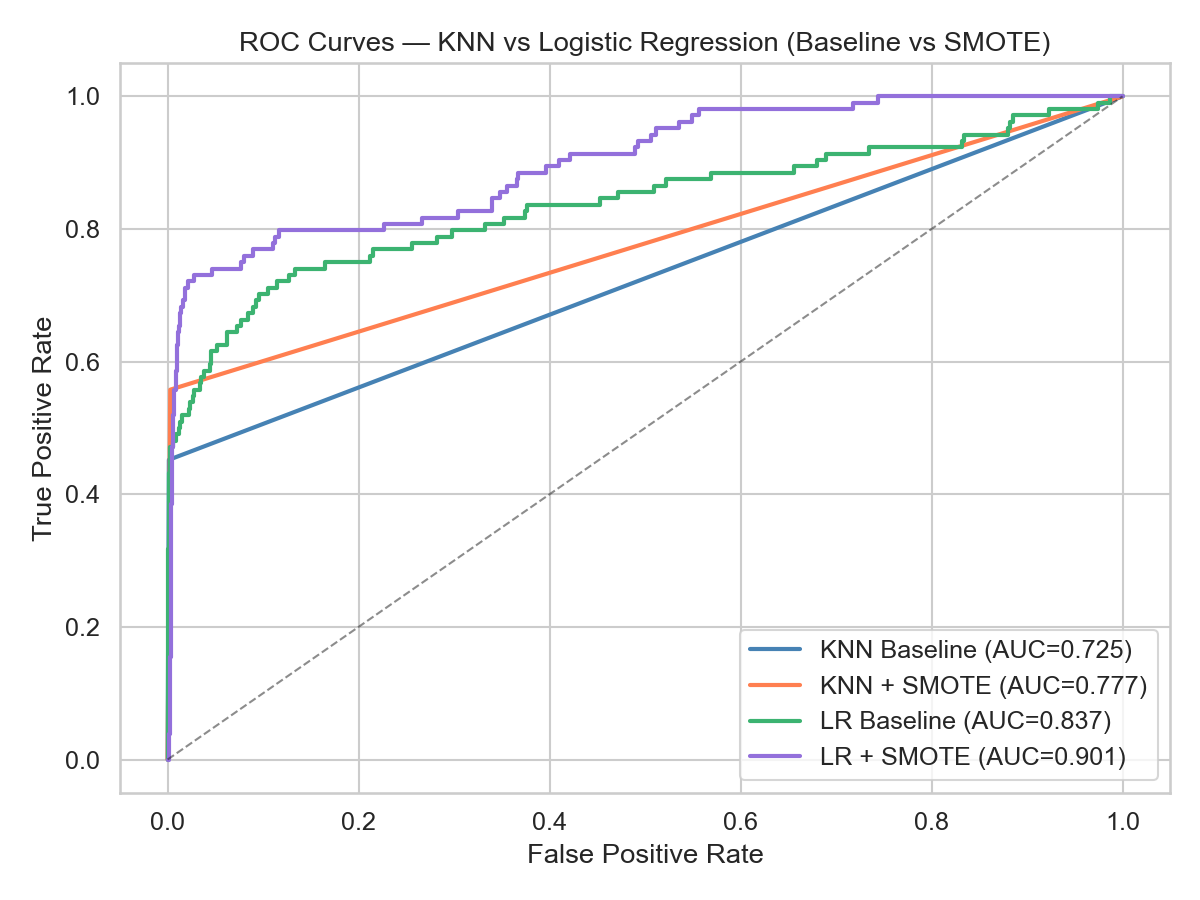 ROC Curves — KNN vs Logistic Regression (Baseline vs SMOTE)
1.0
0.8
0.6
0.4
0.2
0.0
True Positive Rate
KNN Baseline (AUC=0.725)
KNN + SMOTE (AUC=0.777)
LR Baseline (AUC=0.837)
LR + SMOTE (AUC=0.901)
0.0 0.2 0.4 0.6 0.8 1.0
False Positive Rate